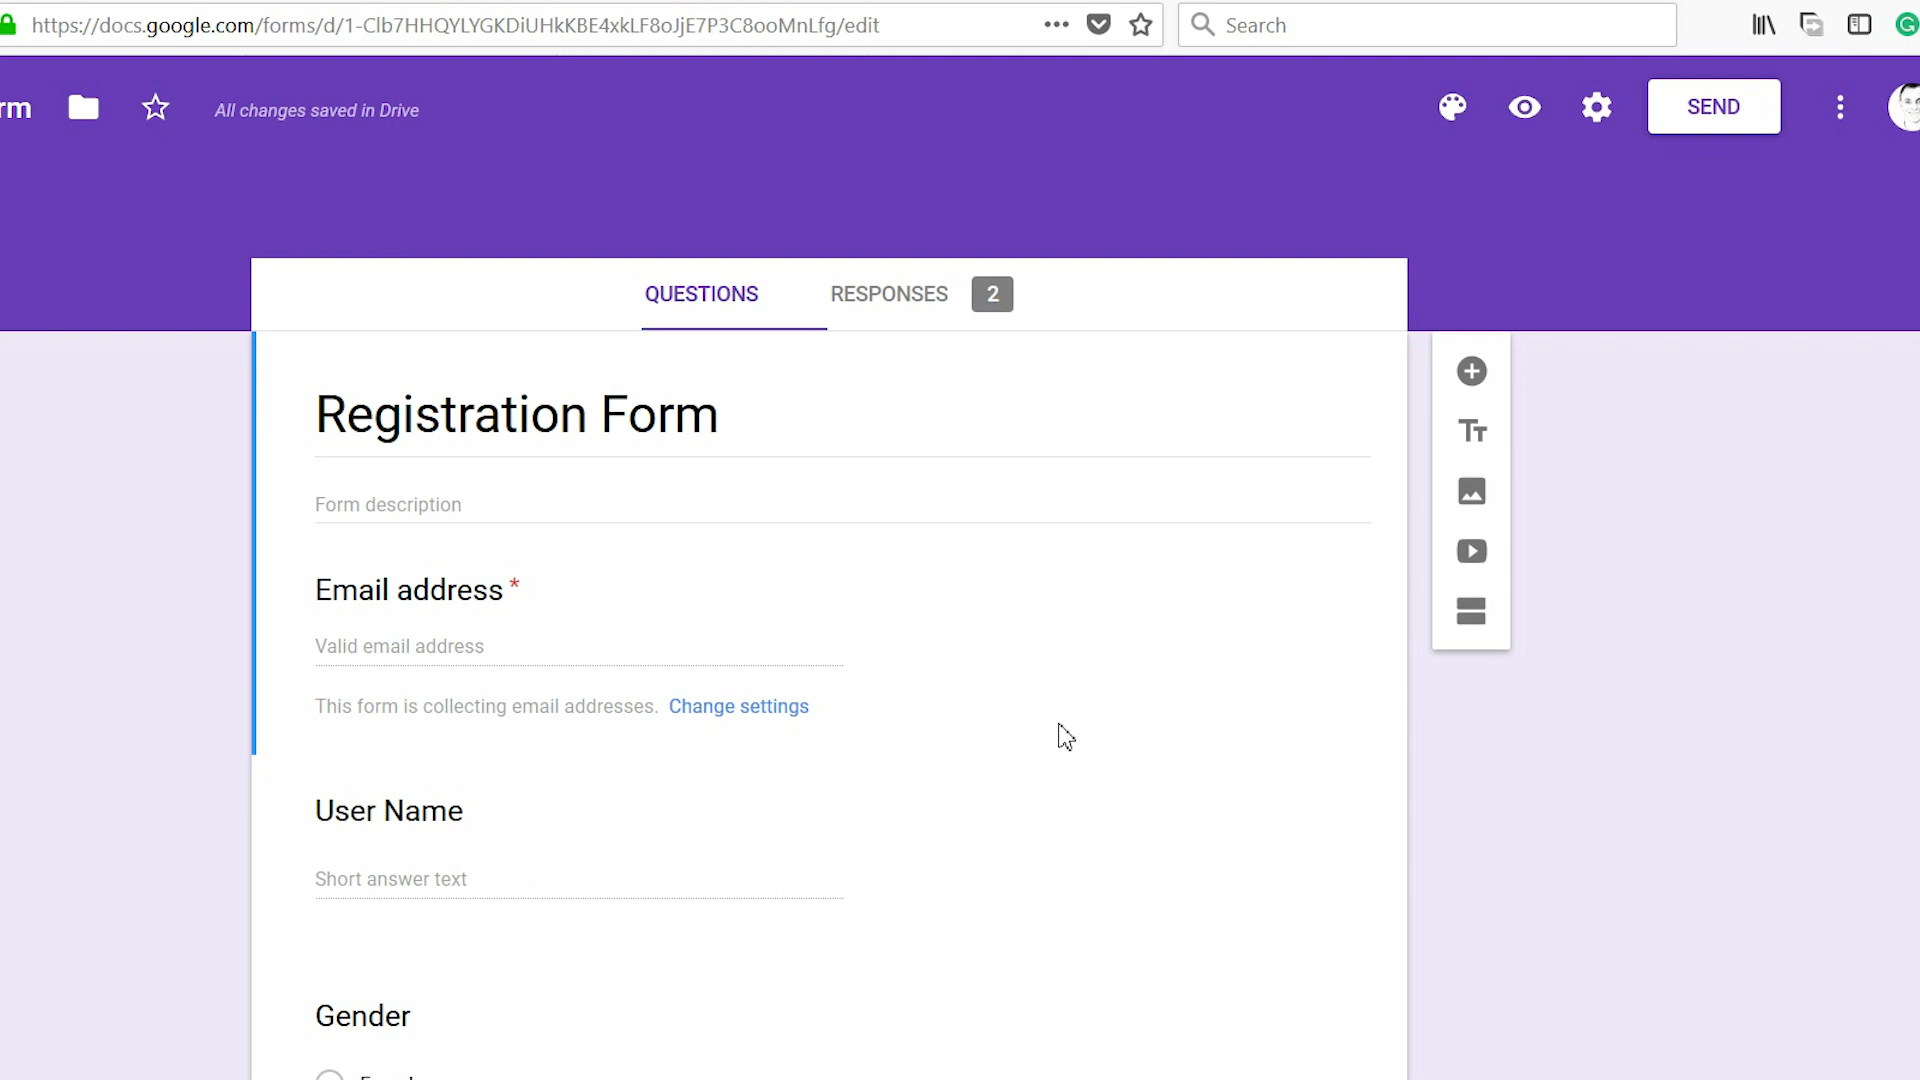 https://docs.google.com/forms/d/1-Clb7HHQYLYGKDiUHkKBE4xkLF8oJjE7P3C8ooMnLfg/edit
Search
rm
All changes saved in Drive
SEND
QUESTIONS
RESPONSES 2
Registration Form
Form description
Email address *
Valid email address
This form is collecting email addresses. Change settings
User Name
Short answer text
Gender